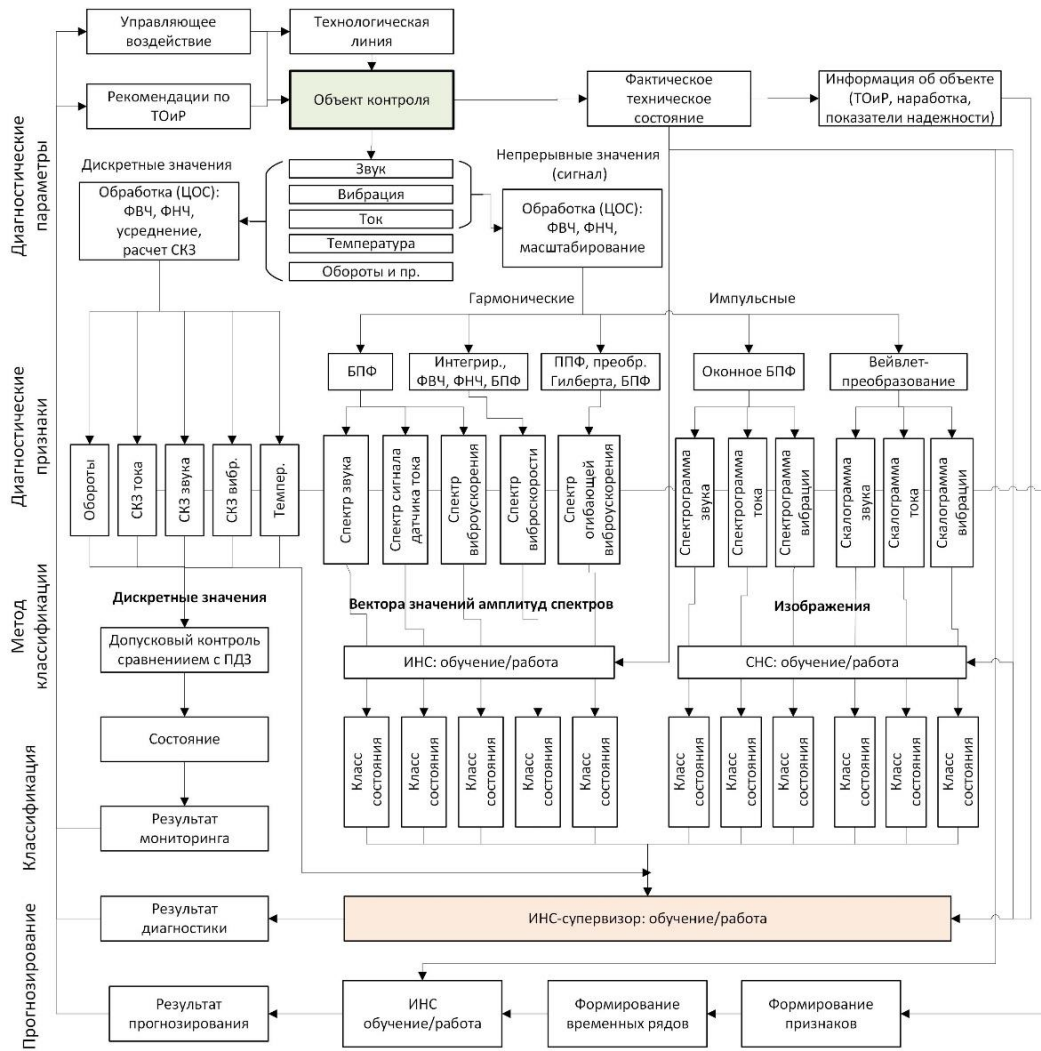 Управляющее
воздействие
Технологическая
линия
Рекомендации по
ТОиР
Объект контроля
Фактическое
техническое
состояние
Информация об объекте
(ТОиР, наработка,
показатели надежности)
Диагностические
параметры
Дискретные значения
Обработка (ЦОС):
ФВЧ, ФНЧ,
усреднение,
расчет СКЗ
Звук
Вибрация
Ток
Температура
Обороты и пр.
Непрерывные значения
(сигнал)
Обработка (ЦОС):
ФВЧ, ФНЧ,
масштабирование
Гармонические
Импульсные
Диагностические
признаки
БПФ
Интегрир.,
ФВЧ, ФНЧ, БПФ
ППФ, преобр.
Гилберта, БПФ
Оконное БПФ
Вейвлет-
преобразование
Обороты
СКЗ тока
СКЗ звука
СКЗ вибр.
Темпер.
Спектр звука
Спектр сигнала
датчика тока
Спектр
виброускорения
Спектр
виброскорости
Спектр
огибающей
виброускорения
Спектрограмма
звука
Спектрограмма
тока
Спектрограмма
вибрации
Скалограмма
звука
Скалограмма
тока
Скалограмма
вибрации
Метод
классификации
Дискретные значения
Вектора значений амплитуд спектров
Изображения
Допусковый контроль
сравнением с ПДЗ
ИНС: обучение/работа
СНС: обучение/работа
Классификация
Состояние
Класс
состояния
Класс
состояния
Класс
состояния
Класс
состояния
Класс
состояния
Класс
состояния
Класс
состояния
Класс
состояния
Класс
состояния
Класс
состояния
Класс
состояния
Результат
мониторинга
Прогнозирование
Результат
диагностики
ИНС-супервизор: обучение/работа
Результат
прогнозирования
ИНС
обучение/работа
Формирование
временных рядов
Формирование
признаков